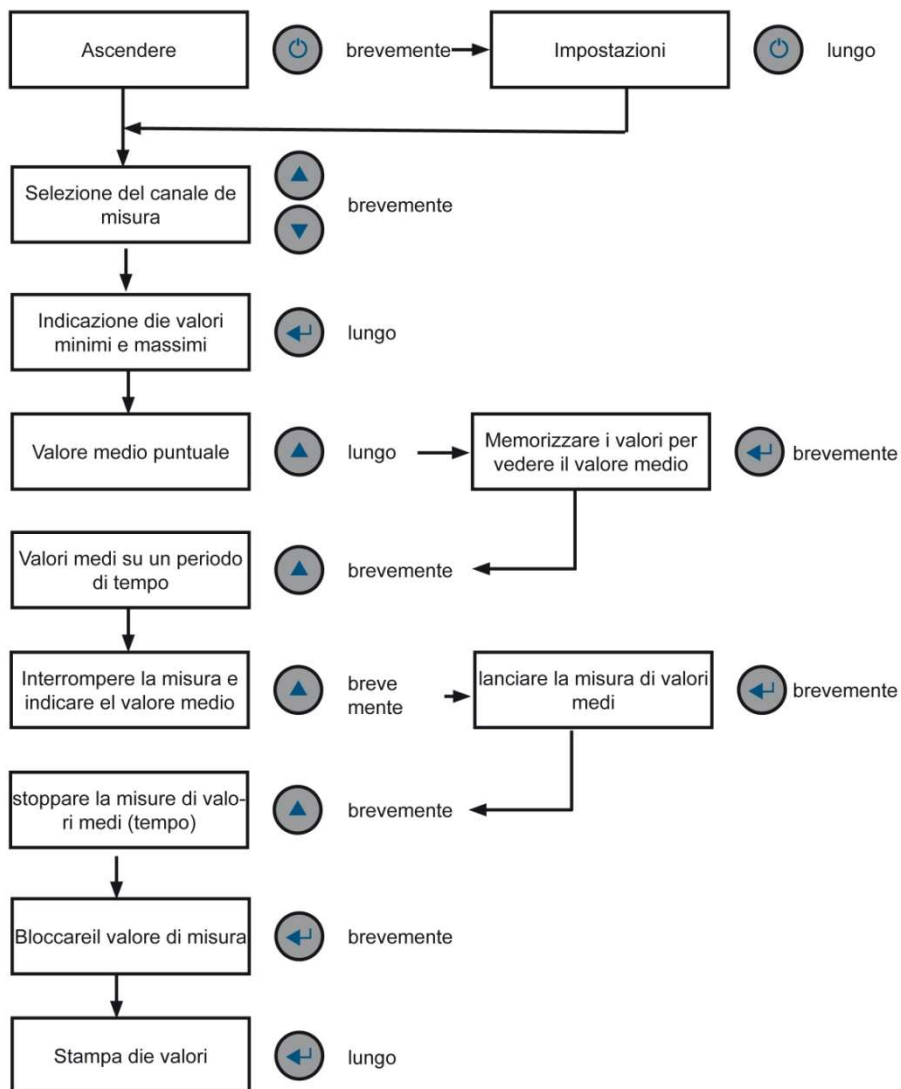 Ascendere
brevemente
Impostazioni
lungo
Selezione del canale de
misura
brevemente
Indicazione die valori
minimi e massimi
lungo
Valore medio puntuale
lungo
Memorizzare i valori per
vedere il valore medio
brevemente
Valori medi su un periodo
di tempo
brevemente
Interrompere la misura e
indicare el valore medio
breve
mente
lanciare la misura di valori
medi
brevemente
stoppare la misure di valo-
ri medi (tempo)
brevemente
Bloccareil valore di misura
brevemente
Stampa die valori
lungo